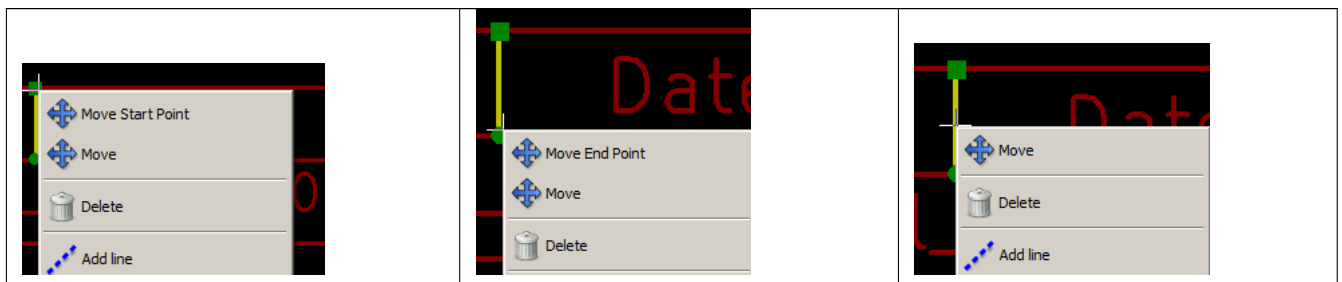 Move Start Point
Move
Delete
Add line
Date
Move End Point
Move
Delete
Move
Delete
Add line